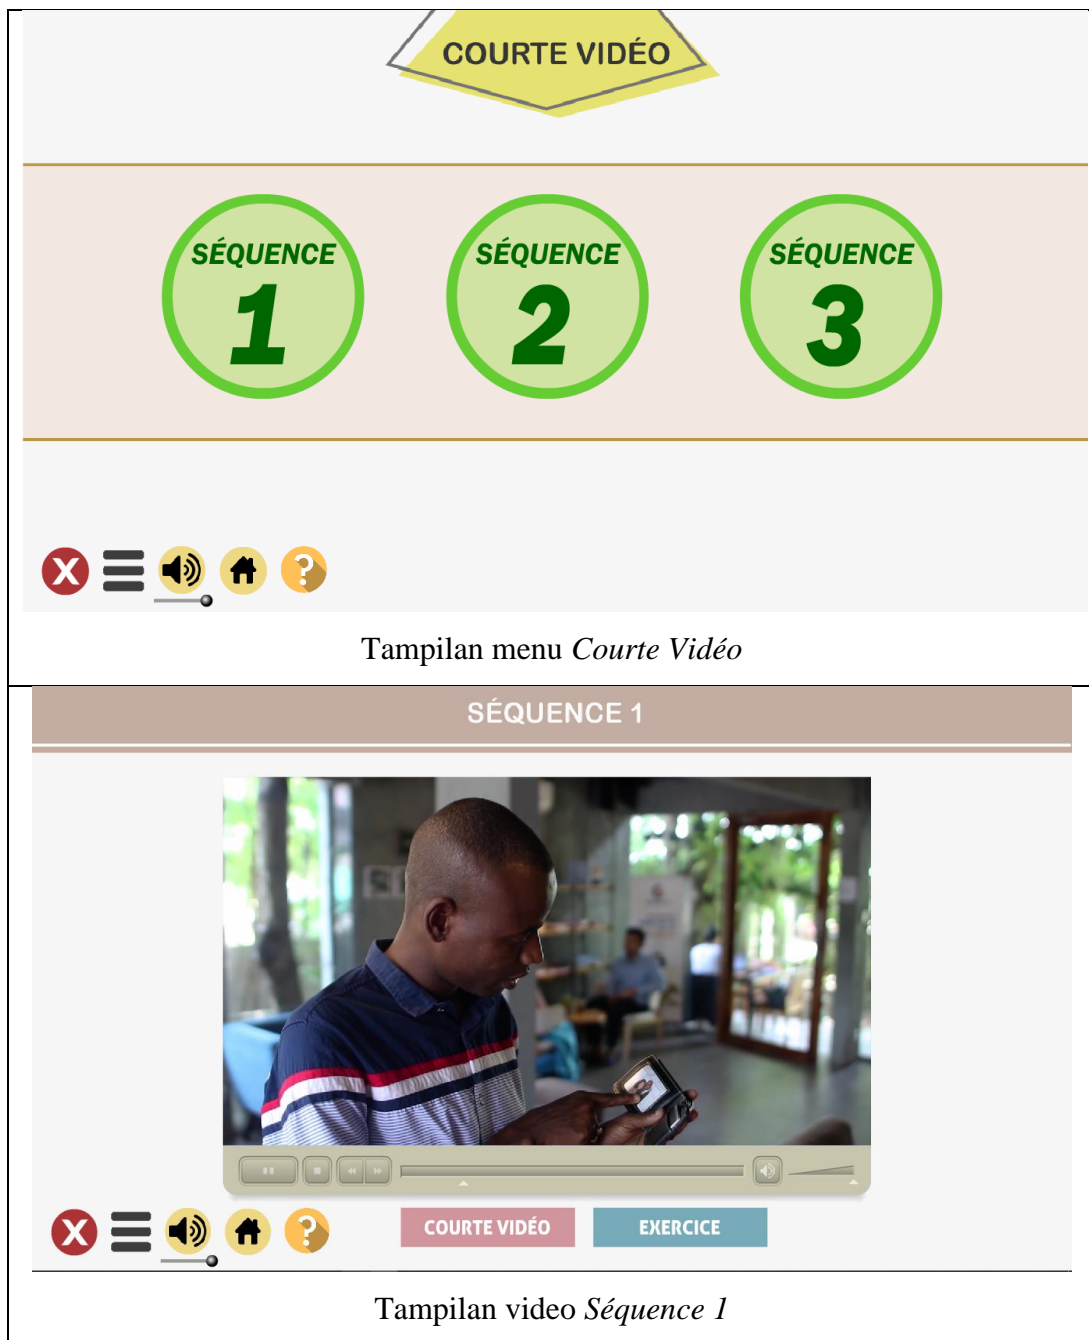 COURTE VIDÉO
SÉQUENCE
1
SÉQUENCE
2
SÉQUENCE
3
X
?
Tampilan menu Courte Vidéo
SÉQUENCE 1
X
?
COURTE VIDÉO
EXERCICE
Tampilan video Séquence 1